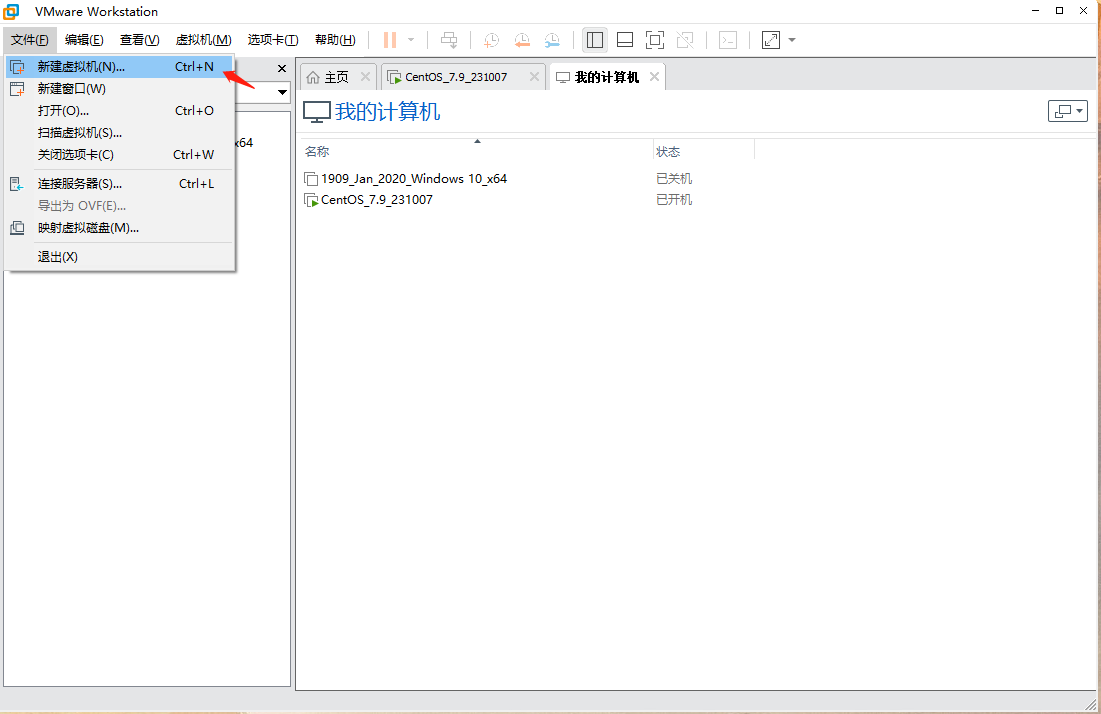 VMware Workstation
文件(F) 编辑(E) 查看(V) 虚拟机(M) 选项卡(T) 帮助(H)
新建虚拟机(N)... Ctrl+N
新建窗口(W)
打开(O)... Ctrl+O
扫描虚拟机(S)...
关闭选项卡(C) Ctrl+W
连接服务器(S)... Ctrl+L
导出为 OVF(E)...
映射虚拟磁盘(M)...
退出(X)
x64
主页 CentOS_7.9_231007 我的计算机
我的计算机
名称 状态
1909_Jan_2020_Windows 10_x64 已关机
CentOS_7.9_231007 已开机